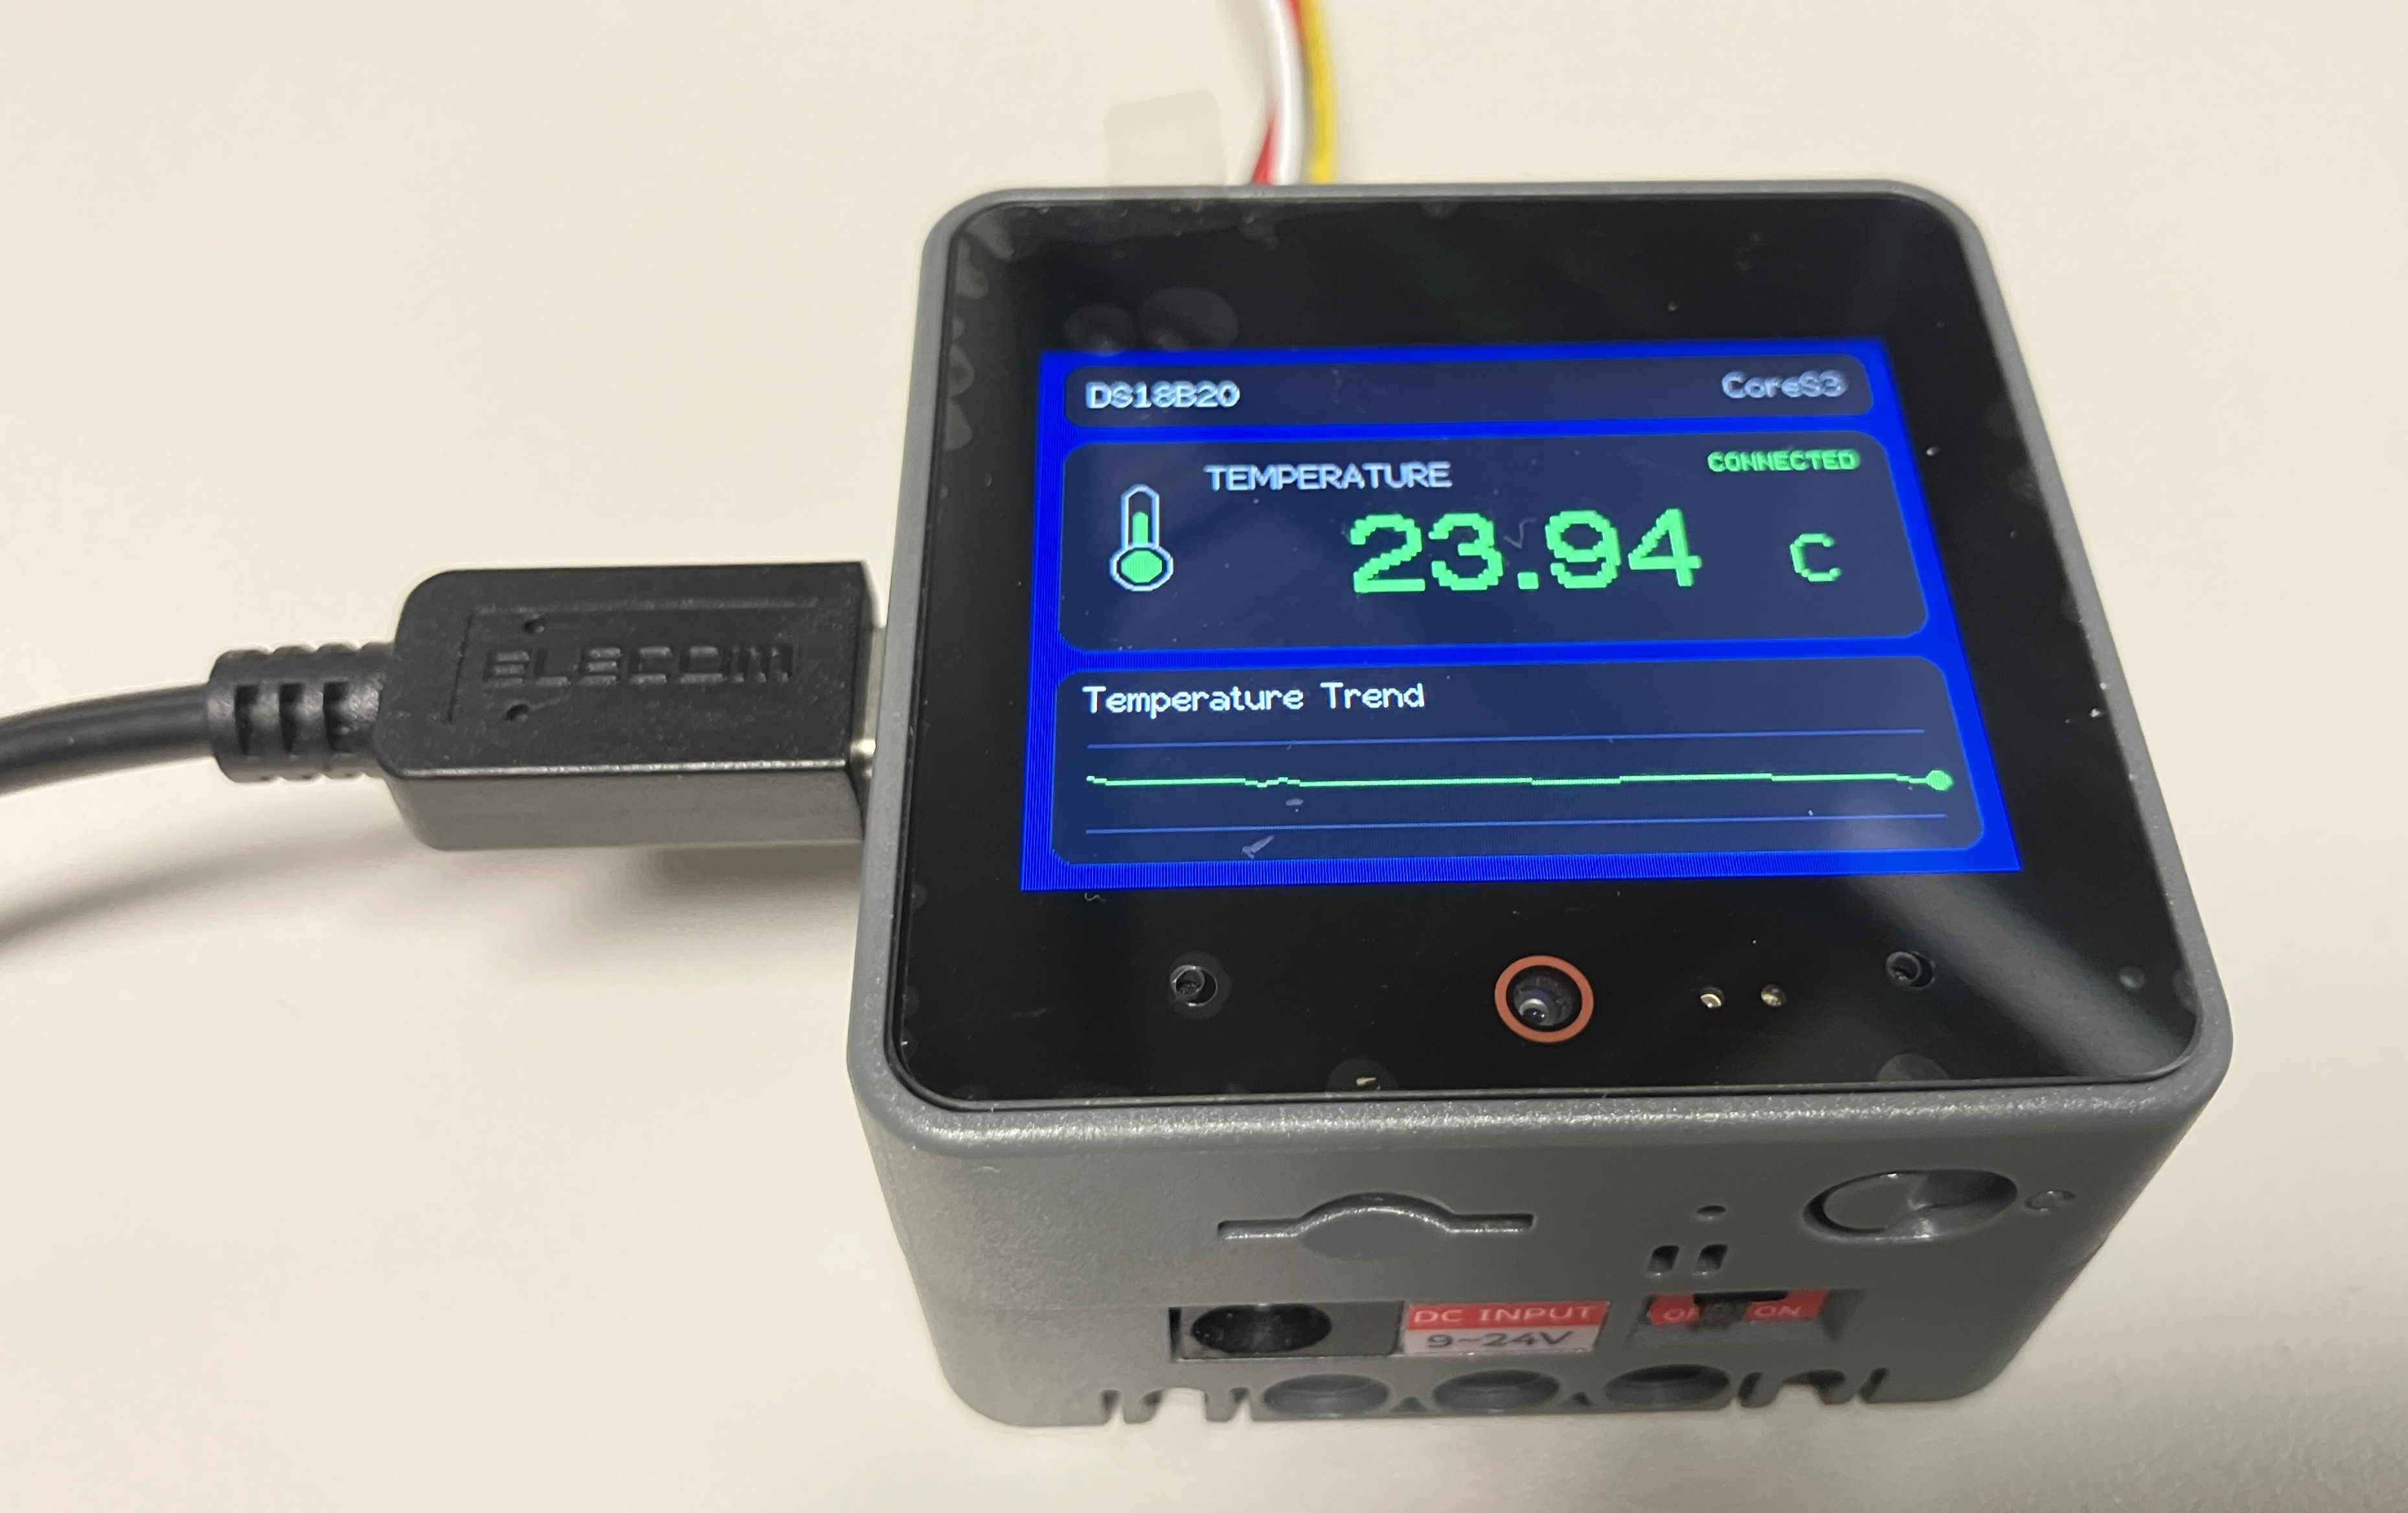 DS18B20 CoreS3
TEMPERATURE CONNECTED
23.94 C
Temperature Trend
ELECOM
DC INPUT
9~24V
ON